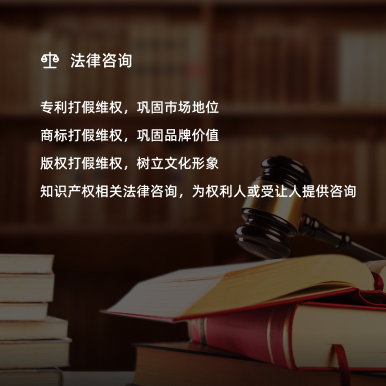 法律咨询
专利打假维权，巩固市场地位
商标打假维权，巩固品牌价值
版权打假维权，树立文化形象
知识产权相关法律咨询，为权利人或受让人提供咨询